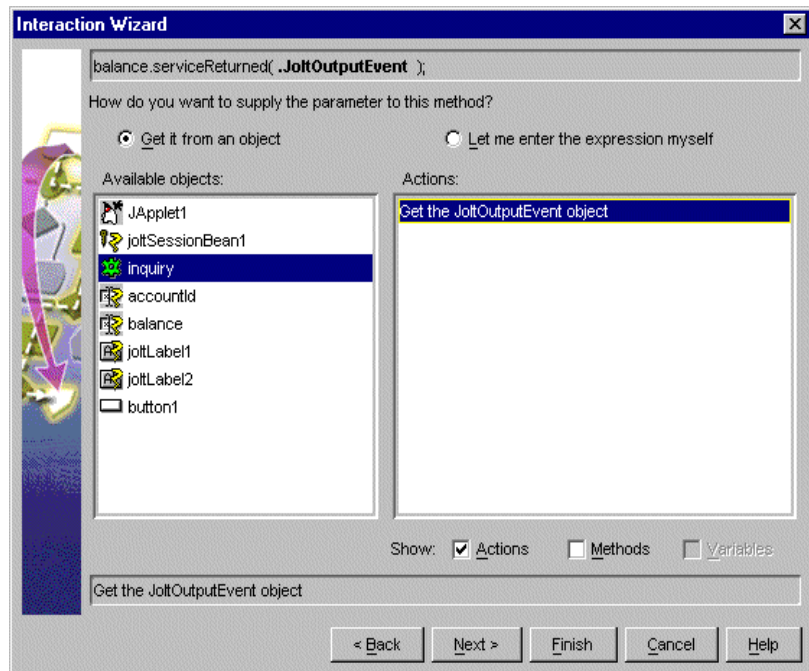 Interaction Wizard
balance.serviceReturned( .JoltOutputEvent );
How do you want to supply the parameter to this method?
Get it from an object
Let me enter the expression myself
Available objects:
Actions:
JApplet1
joltSessionBean1
inquiry
accountId
balance
joltLabel1
joltLabel2
button1
Get the JoltOutputEvent object
Show: Actions Methods Variables
Get the JoltOutputEvent object
< Back Next > Finish Cancel Help